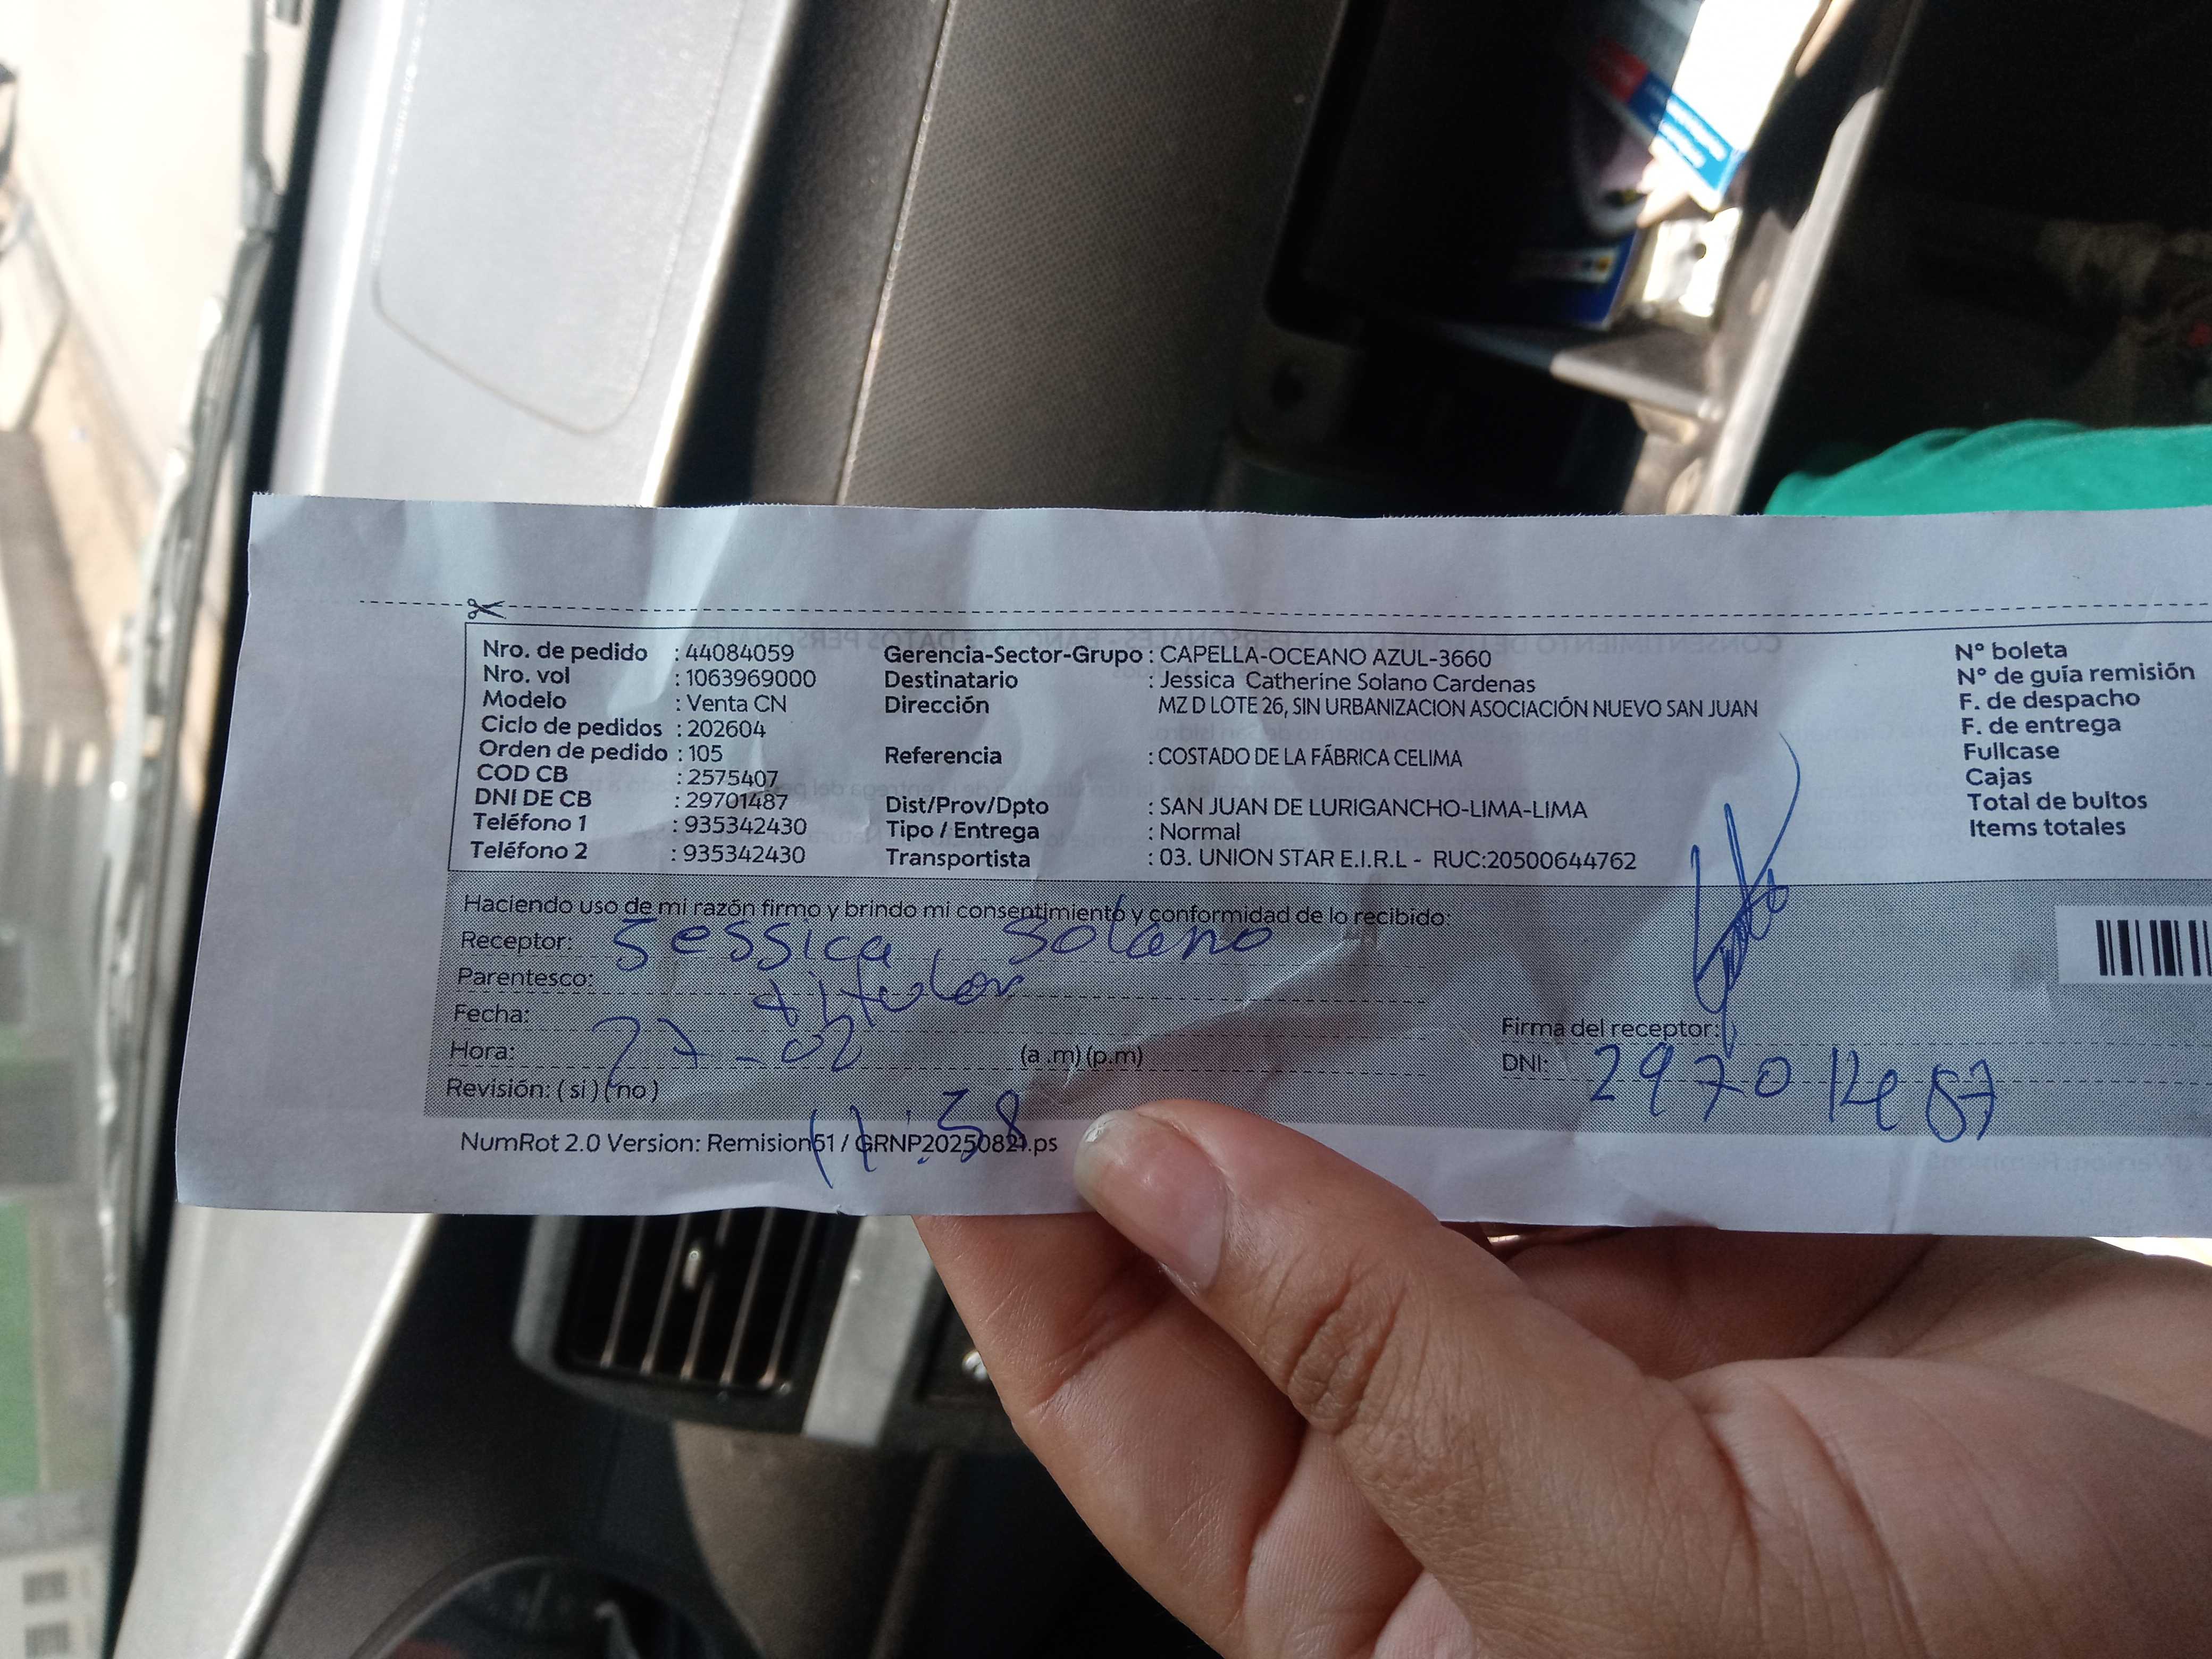 Nro. de pedido : 44084059
Nro. vol : 1063969000
Modelo : Venta CN
Ciclo de pedidos : 202604
Orden de pedido : 105
COD CB : 2575407
DNI DE CB : 29701487
Teléfono 1 : 935342430
Teléfono 2 : 935342430
Gerencia-Sector-Grupo : CAPELLA-OCEANO AZUL-3660
Destinatario : Jessica Catherine Solano Cardenas
Dirección MZ D LOTE 26, SIN URBANIZACION ASOCIACIÓN NUEVO SAN JUAN
Referencia : COSTADO DE LA FÁBRICA CELIMA
Dist/Prov/Dpto : SAN JUAN DE LURIGANCHO-LIMA-LIMA
Tipo / Entrega : Normal
Transportista : 03. UNION STAR E.I.R.L - RUC:20500644762
N° boleta
N° de guía remisión
F. de despacho
F. de entrega
Fullcase
Cajas
Total de bultos
Items totales
Haciendo uso de mi razón firmo y brindo mi consentimiento y conformidad de lo recibido:
Receptor: Jessica Solano
Parentesco: titular
Fecha: 27-02
Hora: 11:58 (a .m) (p.m)
Revisión: ( si ) ( no )
Firma del receptor:
DNI: 29701487
NumRot 2.0 Version: Remision61 / GRNP20250821.ps